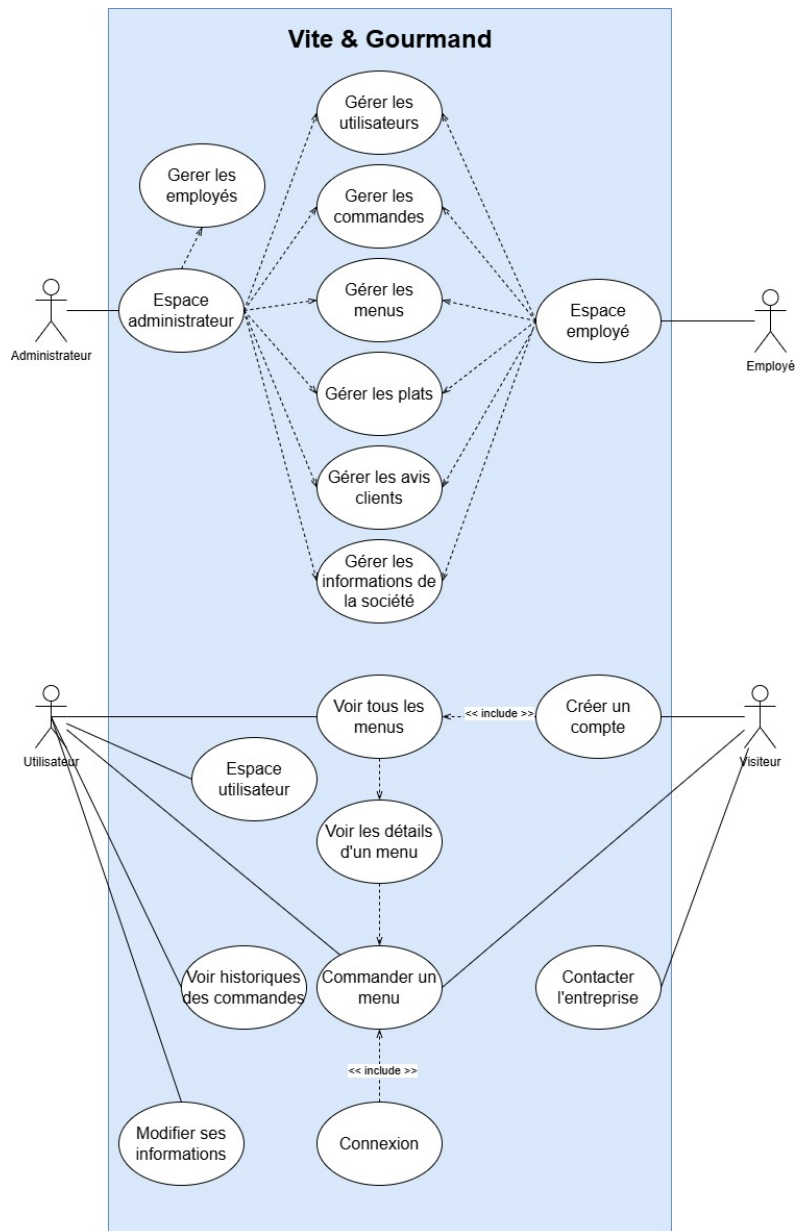 Vite & Gourmand
Gérer les
utilisateurs
Gerer les
employés
Gerer les
commandes
Gérer les
menus
Espace
administrateur
Espace
employé
Administrateur
Employé
Gérer les plats
Gérer les avis
clients
Gérer les
informations de
la société
Voir tous les
menus
<< include >>
Créer un
compte
Utilisateur
Visiteur
Espace
utilisateur
Voir les détails
d'un menu
Voir historiques
des commandes
Commander un
menu
Contacter
l'entreprise
<< include >>
Modifier ses
informations
Connexion